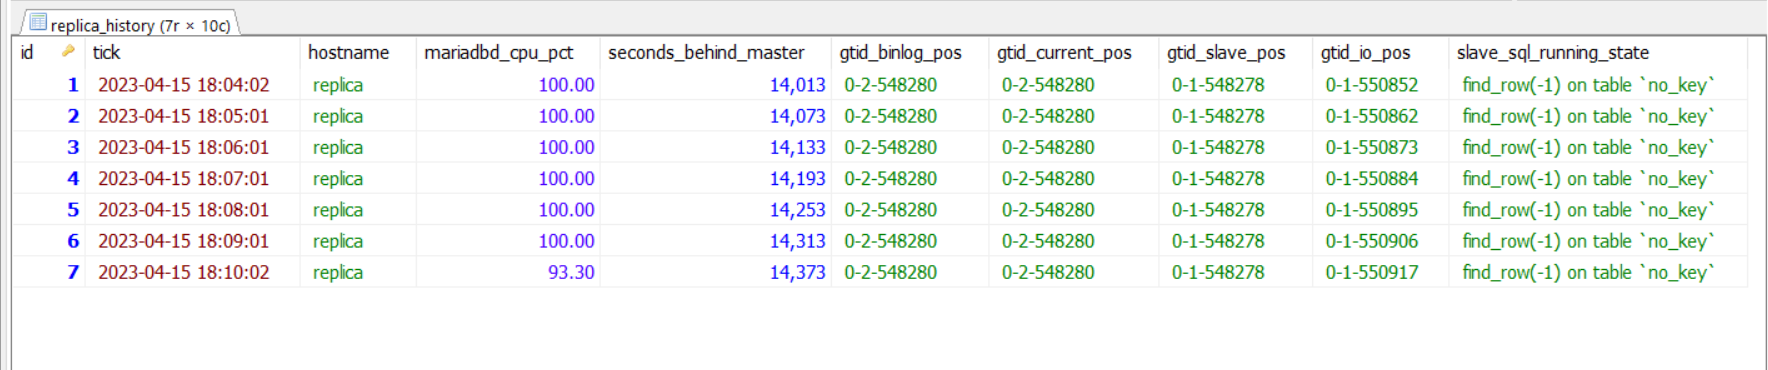 replica_history (7r × 10c)
id tick hostname mariadbd_cpu_pct seconds_behind_master gtid_binlog_pos gtid_current_pos gtid_slave_pos gtid_io_pos slave_sql_running_state
1 2023-04-15 18:04:02 replica 100.00 14,013 0-2-548280 0-2-548280 0-1-548278 0-1-550852 find_row(-1) on table `no_key`
2 2023-04-15 18:05:01 replica 100.00 14,073 0-2-548280 0-2-548280 0-1-548278 0-1-550862 find_row(-1) on table `no_key`
3 2023-04-15 18:06:01 replica 100.00 14,133 0-2-548280 0-2-548280 0-1-548278 0-1-550873 find_row(-1) on table `no_key`
4 2023-04-15 18:07:01 replica 100.00 14,193 0-2-548280 0-2-548280 0-1-548278 0-1-550884 find_row(-1) on table `no_key`
5 2023-04-15 18:08:01 replica 100.00 14,253 0-2-548280 0-2-548280 0-1-548278 0-1-550895 find_row(-1) on table `no_key`
6 2023-04-15 18:09:01 replica 100.00 14,313 0-2-548280 0-2-548280 0-1-548278 0-1-550906 find_row(-1) on table `no_key`
7 2023-04-15 18:10:02 replica 93.30 14,373 0-2-548280 0-2-548280 0-1-548278 0-1-550917 find_row(-1) on table `no_key`